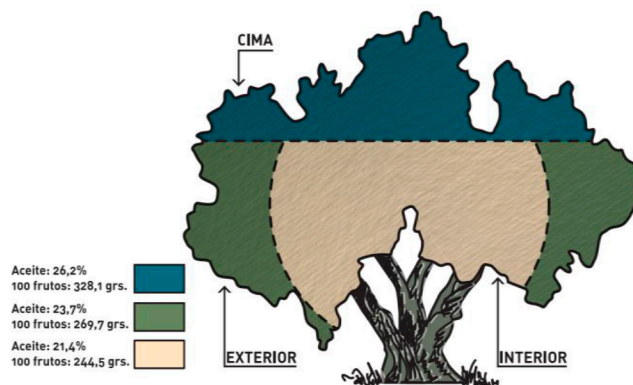 CIMA
Aceite: 26,2%
100 frutos: 328,1 grs.
Aceite: 23,7%
100 frutos: 269,7 grs.
Aceite: 21,4%
100 frutos: 244,5 grs.
EXTERIOR
INTERIOR